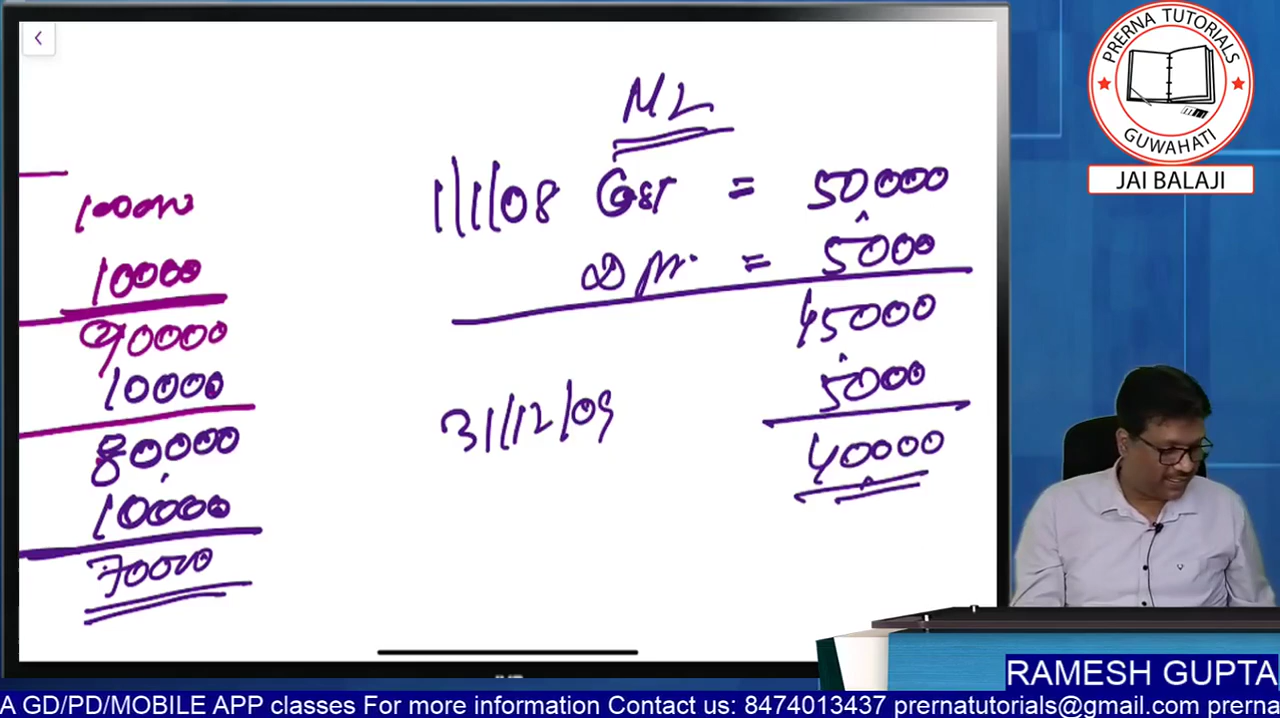 100000
10000
90000
10000
80000
10000
70000
ML
1/1/08 Cost = 50000
Dpr. = 5000
45000
5000
31/12/09
40000
PRERNA TUTORIALS
GUWAHATI
JAI BALAJI
RAMESH GUPTA
A GD/PD/MOBILE APP classes For more information Contact us: 8474013437 prernatutorials@gmail.com prerna